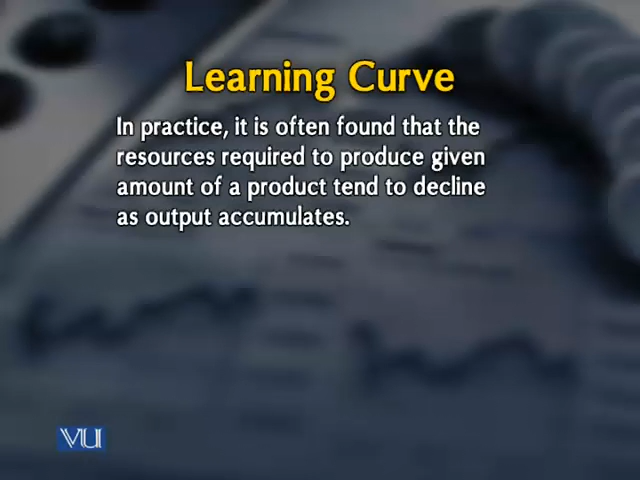 Learning Curve
In practice, it is often found that the
resources required to produce given
amount of a product tend to decline
as output accumulates.
VU